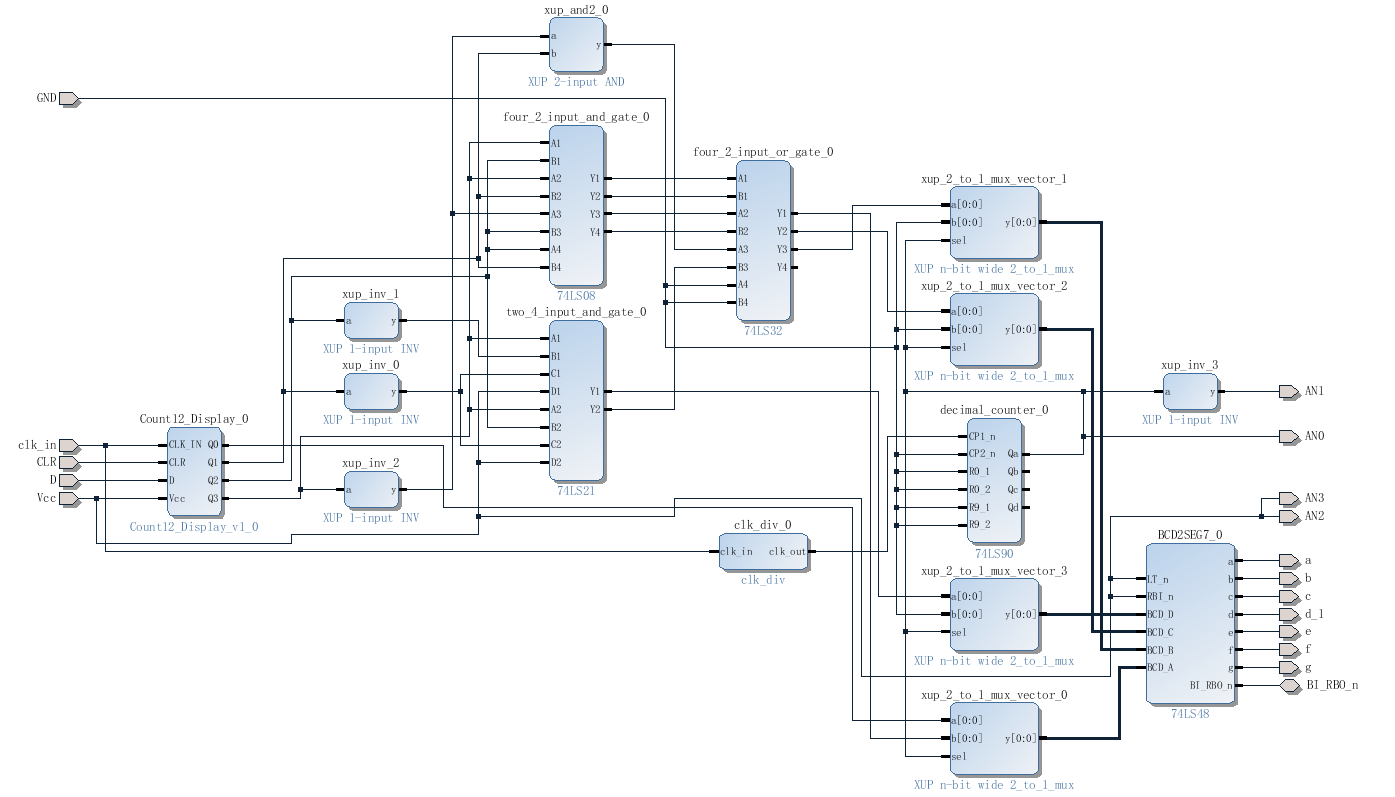 xup_and2_0
a
b
y
XUP 2-input AND
GND
four_2_input_and_gate_0
A1
B1
A2
B2
A3
B3
A4
B4
Y1
Y2
Y3
Y4
74LS08
four_2_input_or_gate_0
A1
B1
A2
B2
A3
B3
A4
B4
Y1
Y2
Y3
Y4
74LS32
xup_2_to_1_mux_vector_1
a[0:0]
b[0:0]
sel
y[0:0]
XUP n-bit wide 2_to_1_mux
xup_2_to_1_mux_vector_2
a[0:0]
b[0:0]
sel
y[0:0]
XUP n-bit wide 2_to_1_mux
xup_inv_1
a
y
XUP 1-input INV
xup_inv_0
a
y
XUP 1-input INV
two_4_input_and_gate_0
A1
B1
C1
D1
A2
B2
C2
D2
Y1
Y2
74LS21
xup_inv_3
a
y
XUP 1-input INV
AN1
AN0
decimal_counter_0
CP1_n
CP2_n
R0_1
R0_2
R9_1
R9_2
Qa
Qb
Qc
Qd
74LS90
clk_in
CLR
D
Vcc
Count12_Display_0
CLK_IN
CLR
D
Vcc
Q0
Q1
Q2
Q3
Count12_Display_v1_0
xup_inv_2
a
y
XUP 1-input INV
clk_div_0
clk_in
clk_out
clk_div
AN3
AN2
BCD2SEG7_0
LT_n
RBI_n
BCD_D
BCD_C
BCD_B
BCD_A
a
b
c
d
e
f
g
BI_RBO_n
74LS48
a
b
c
d_1
e
f
g
BI_RBO_n
xup_2_to_1_mux_vector_3
a[0:0]
b[0:0]
sel
y[0:0]
XUP n-bit wide 2_to_1_mux
xup_2_to_1_mux_vector_0
a[0:0]
b[0:0]
sel
y[0:0]
XUP n-bit wide 2_to_1_mux